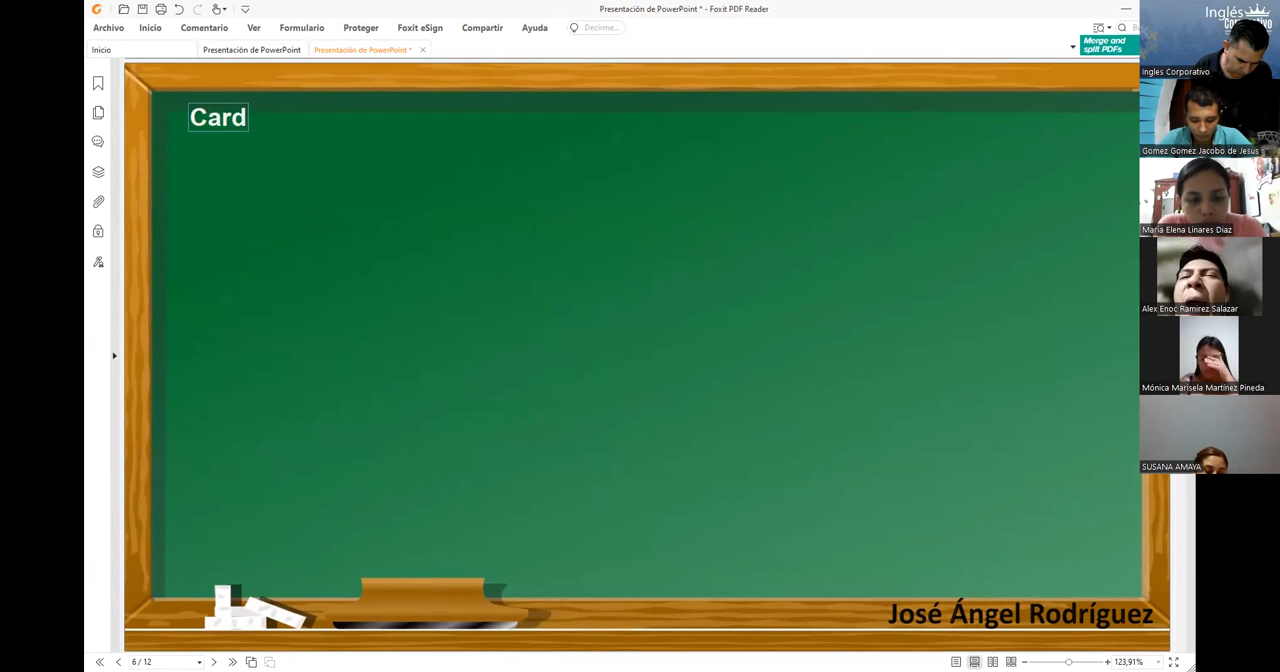 Presentación de PowerPoint * - Foxit PDF Reader
Archivo Inicio Comentario Ver Formulario Proteger Foxit eSign Compartir Ayuda Decirme...
Merge and
split PDFs
Inicio Presentación de PowerPoint Presentación de PowerPoint *
Card
José Ángel Rodríguez
6 / 12
123,91%
Inglés
Corporativo
Ingles Corporativo
Gomez Gomez Jacobo de Jesus
Maria Elena Linares Diaz
Alex Enoc Ramirez Salazar
Mónica Marisela Martínez Pineda
SUSANA AMAYA